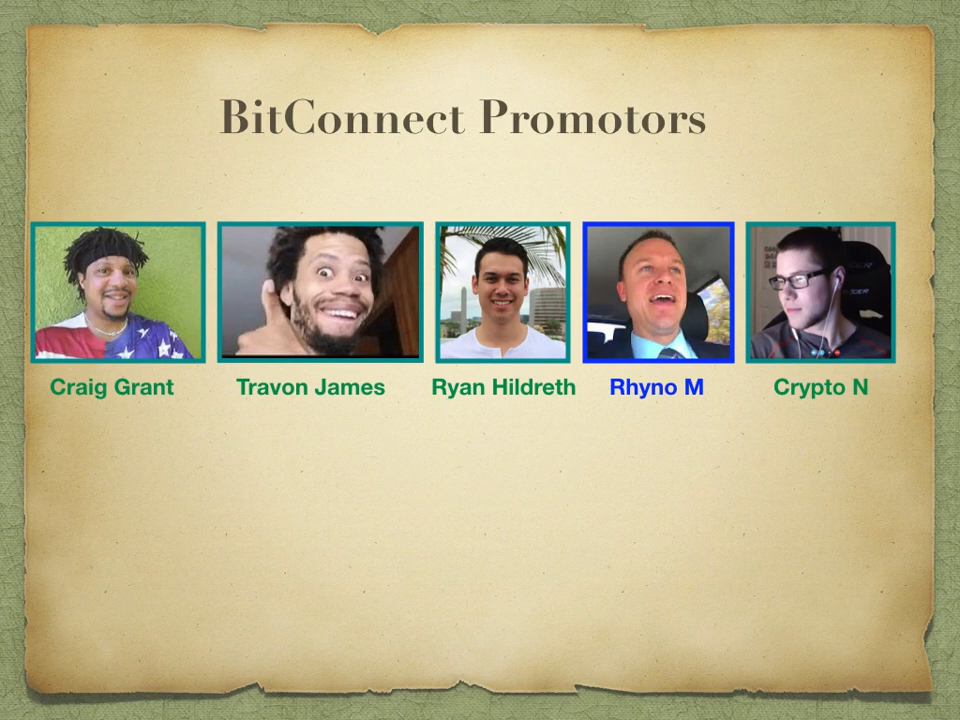 BitConnect Promotors
Craig Grant
Travon James
Ryan Hildreth
Rhyno M
Crypto N